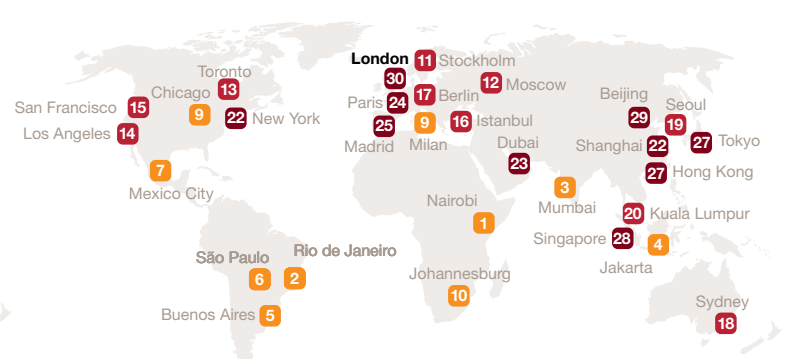 London
30
11 Stockholm
Toronto
13
12 Moscow
Chicago
9
San Francisco 15
Paris 24
17 Berlin
Beijing
29
Seoul
19
Los Angeles 14
22 New York
25
Madrid
9
Milan
16 Istanbul
Dubai
23
Shanghai 22
27 Tokyo
27 Hong Kong
7
Mexico City
3
Mumbai
Nairobi
1
20 Kuala Lumpur
Singapore 28
4
Jakarta
São Paulo
6
Rio de Janeiro
2
Johannesburg
10
Buenos Aires 5
Sydney
18